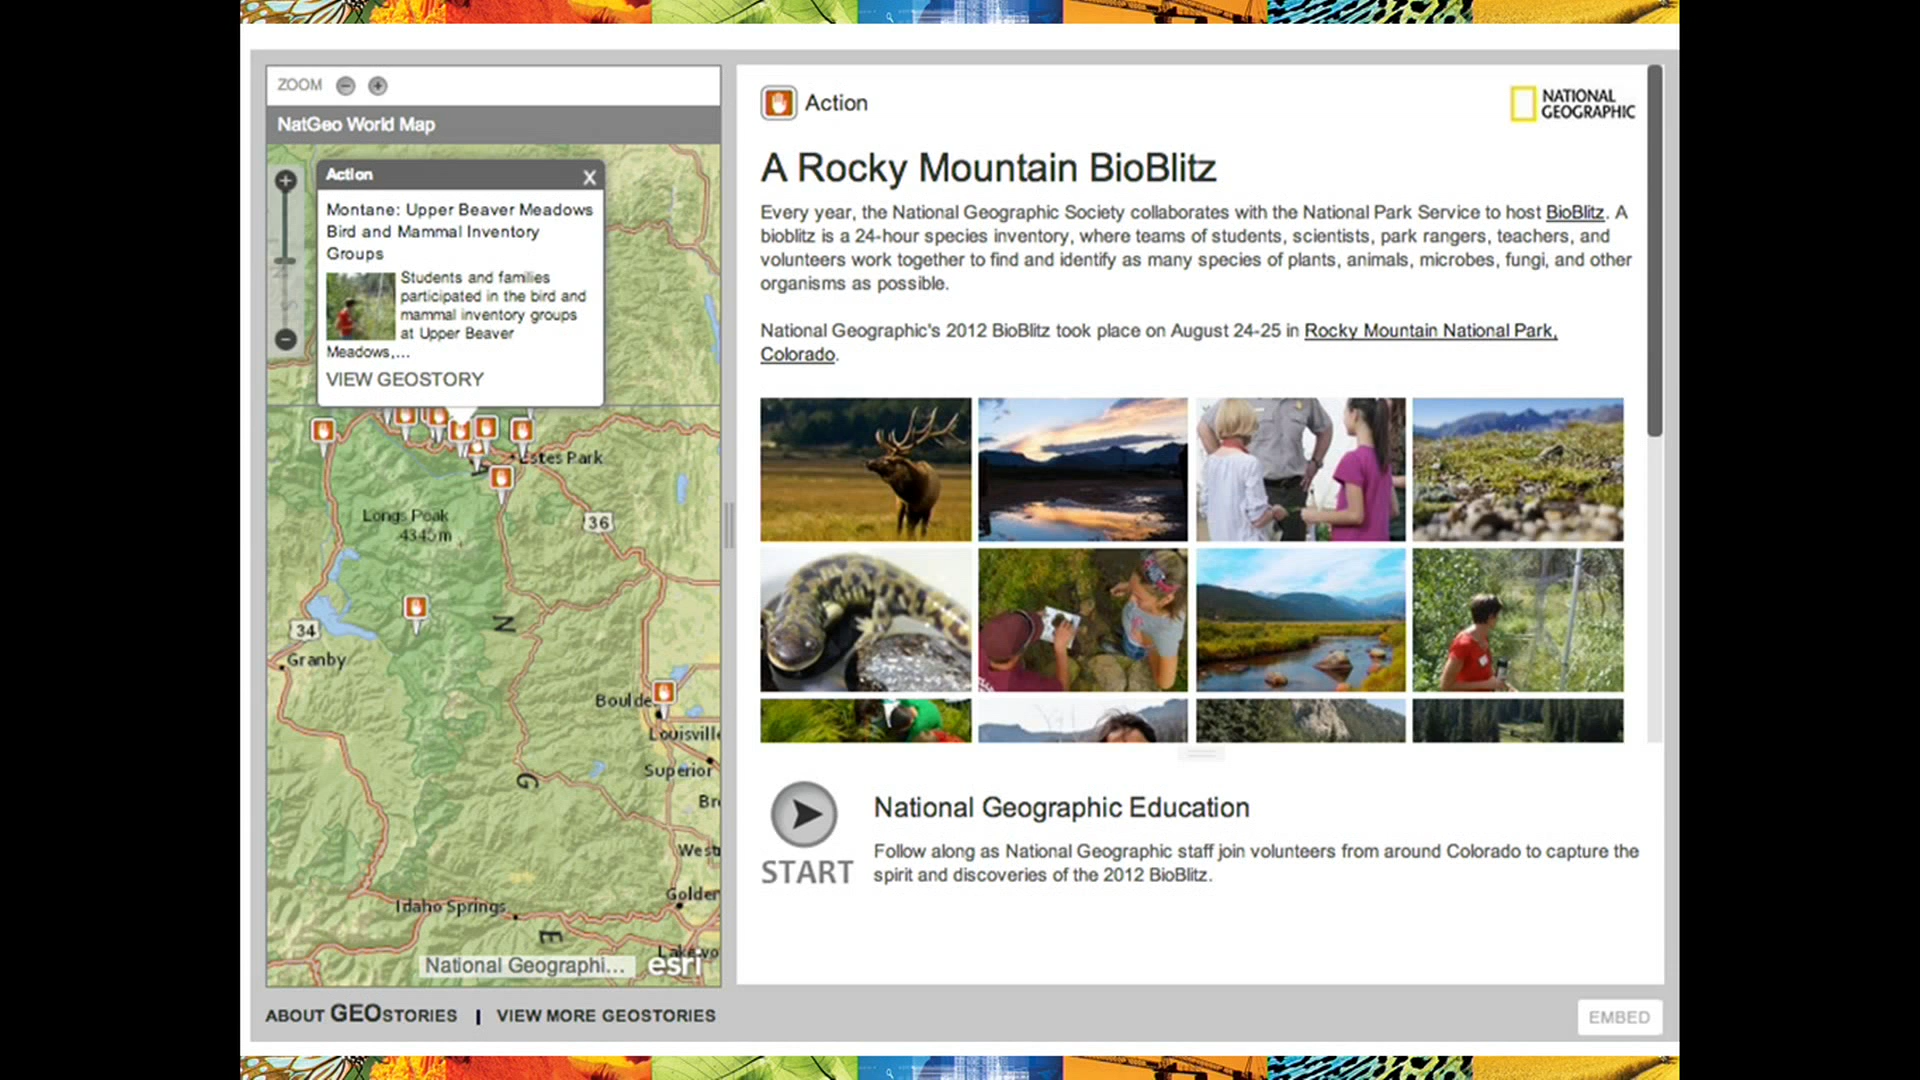 ZOOM
NatGeo World Map
Action
X
Montane: Upper Beaver Meadows
Bird and Mammal Inventory
Groups
Students and families
participated in the bird and
mammal inventory groups
at Upper Beaver
Meadows,...
VIEW GEOSTORY
Estes Park
Longs Peak
4345m
36
34
Granby
N
Boulde
Louisville
Superior
G
Br
West
Golden
Idaho Springs
E
Lakewo
National Geographi...
esri
ABOUT GEOSTORIES | VIEW MORE GEOSTORIES
Action
NATIONAL
GEOGRAPHIC
A Rocky Mountain BioBlitz
Every year, the National Geographic Society collaborates with the National Park Service to host BioBlitz. A
bioblitz is a 24-hour species inventory, where teams of students, scientists, park rangers, teachers, and
volunteers work together to find and identify as many species of plants, animals, microbes, fungi, and other
organisms as possible.
National Geographic's 2012 BioBlitz took place on August 24-25 in Rocky Mountain National Park,
Colorado.
START
National Geographic Education
Follow along as National Geographic staff join volunteers from around Colorado to capture the
spirit and discoveries of the 2012 BioBlitz.
EMBED